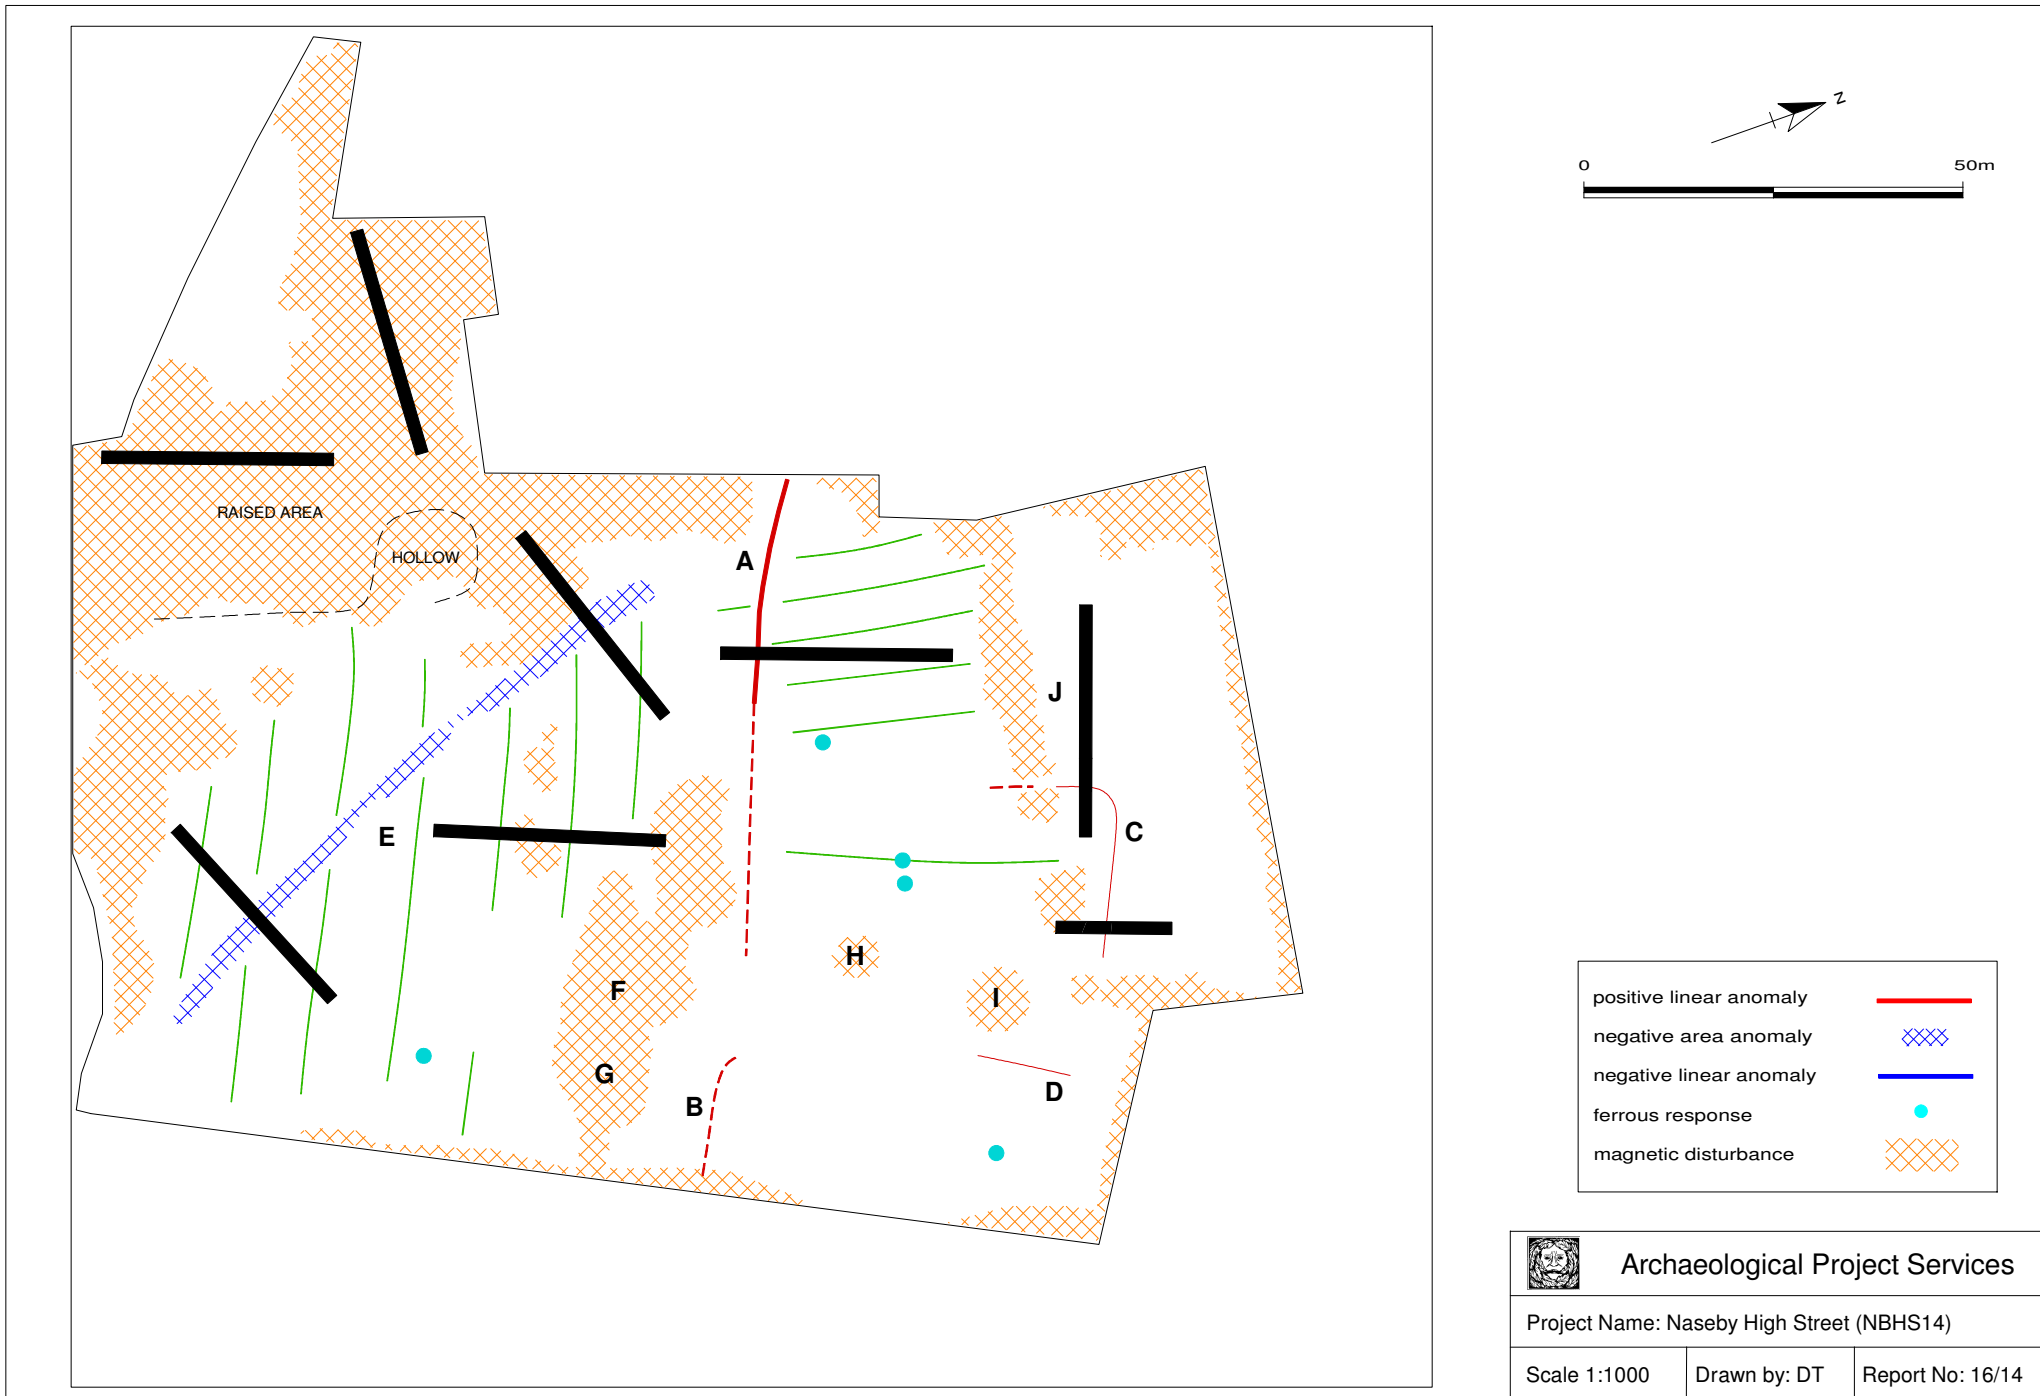 N
0 50m
RAISED AREA
HOLLOW
A
J
C
E
H
F
I
G
D
B
positive linear anomaly
negative area anomaly
negative linear anomaly
ferrous response
magnetic disturbance
Archaeological Project Services
Project Name: Naseby High Street (NBHS14)
Scale 1:1000 Drawn by: DT Report No: 16/14